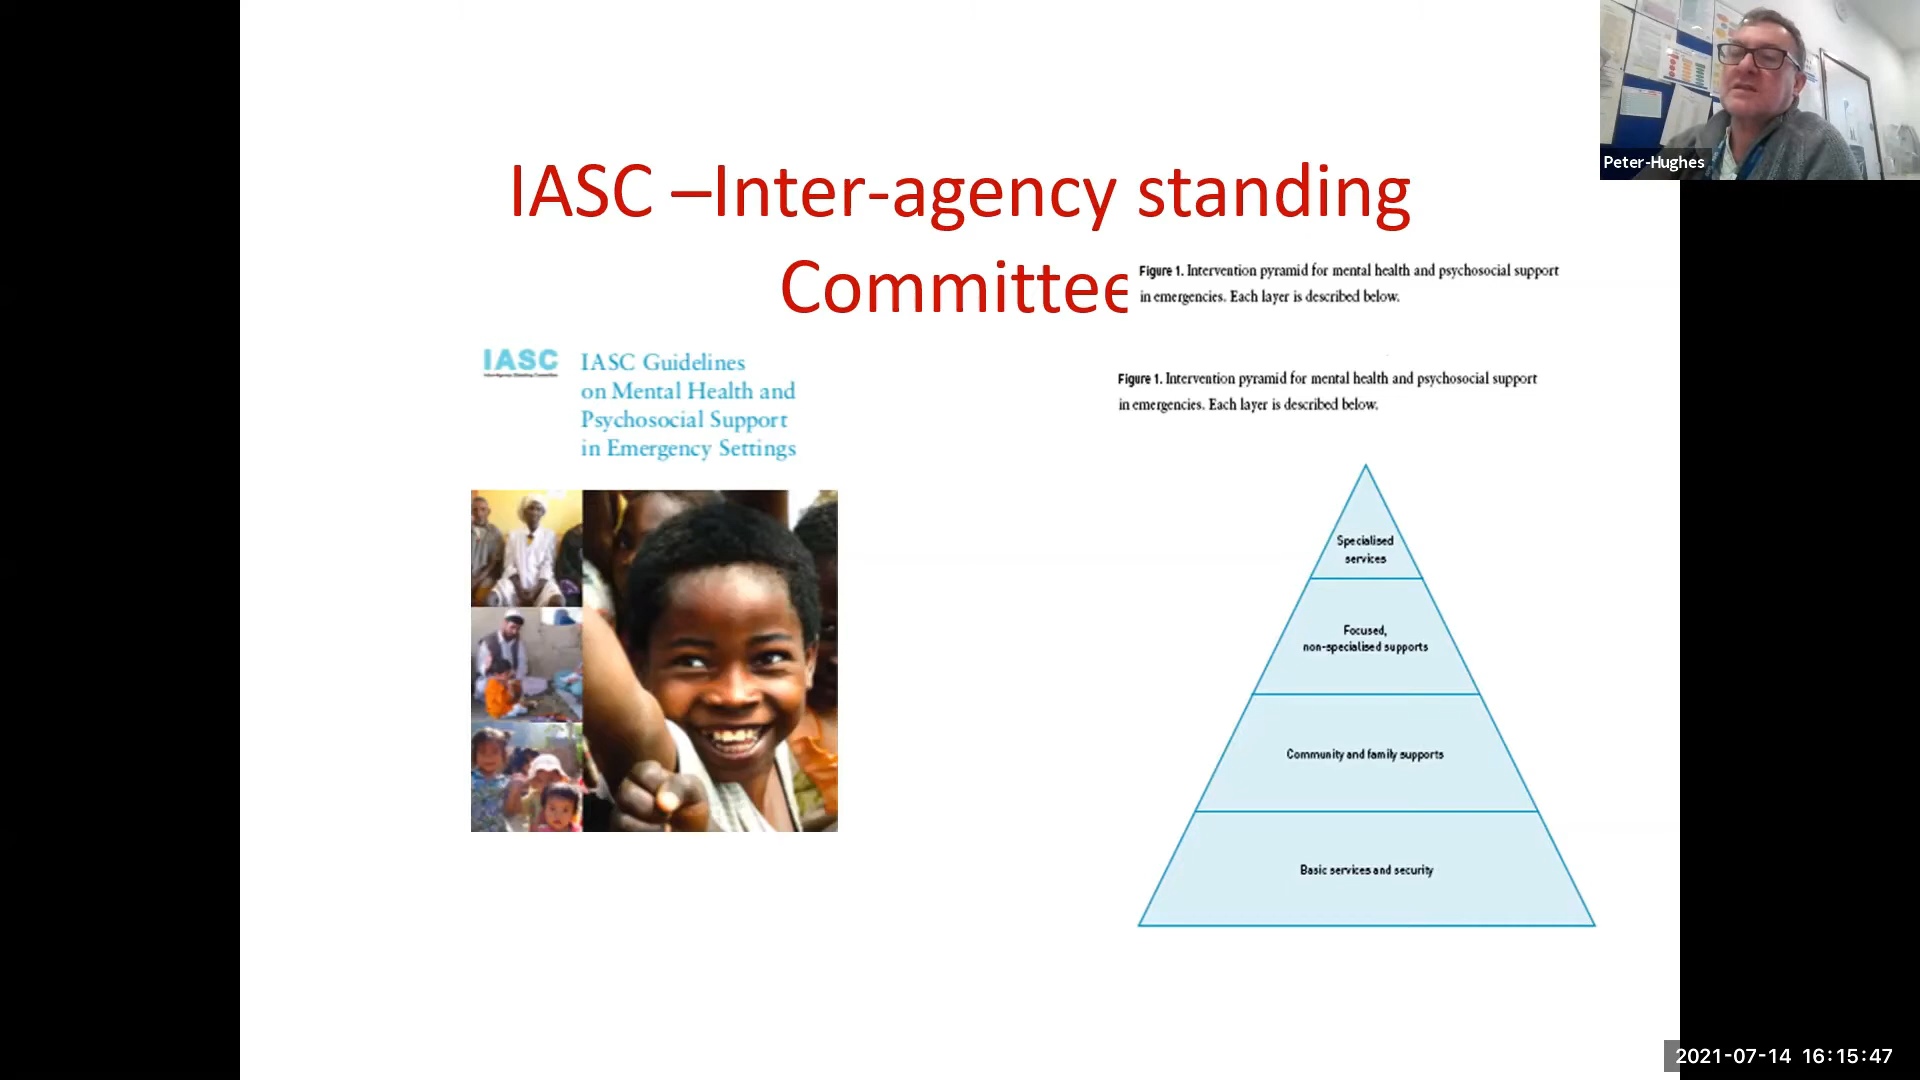 IASC –Inter-agency standing
Committee
Peter-Hughes
Figure 1. Intervention pyramid for mental health and psychosocial support
in emergencies. Each layer is described below.
IASC
IASC Guidelines
on Mental Health and
Psychosocial Support
in Emergency Settings
Figure 1. Intervention pyramid for mental health and psychosocial support
in emergencies. Each layer is described below.
Specialised
services
Focused,
non-specialised supports
Community and family supports
Basic services and security
2021-07-14 16:15:47